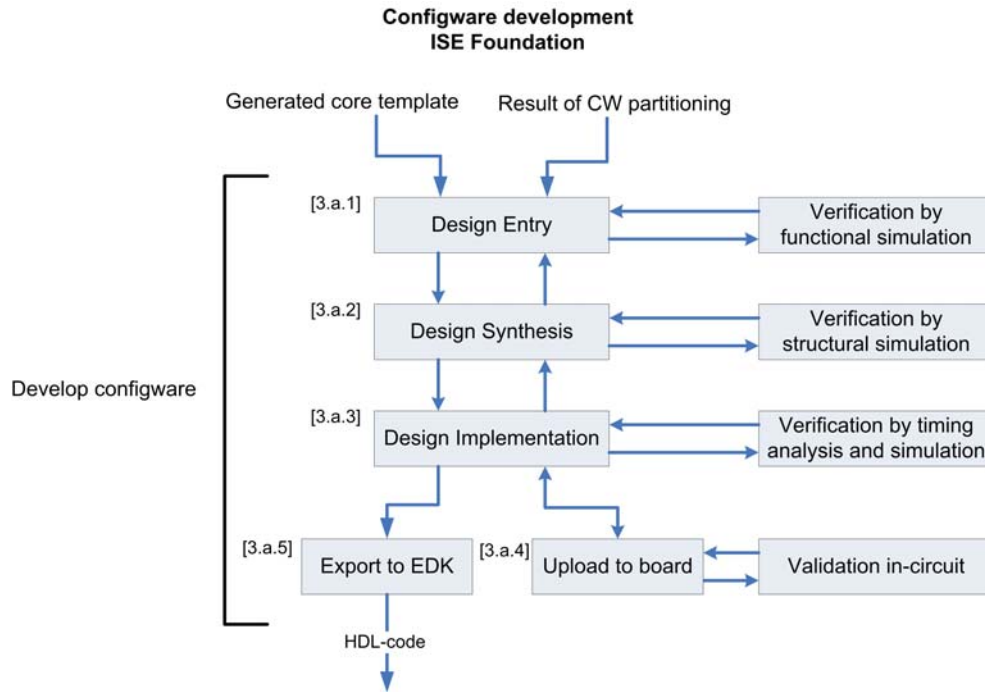 Configware development
ISE Foundation
Generated core template
Result of CW partitioning
[3.a.1]
Design Entry
Verification by
functional simulation
[3.a.2]
Design Synthesis
Verification by
structural simulation
Develop configware
[3.a.3]
Design Implementation
Verification by timing
analysis and simulation
[3.a.5]
Export to EDK
[3.a.4]
Upload to board
Validation in-circuit
HDL-code